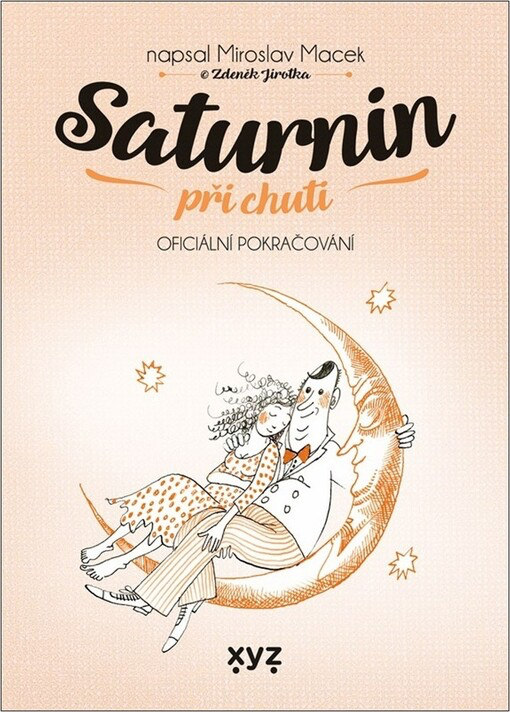 napsal Miroslav Macek
© Zdeněk Jirotka
Saturnin
při chuti
OFICIÁLNÍ POKRAČOVÁNÍ
xyz